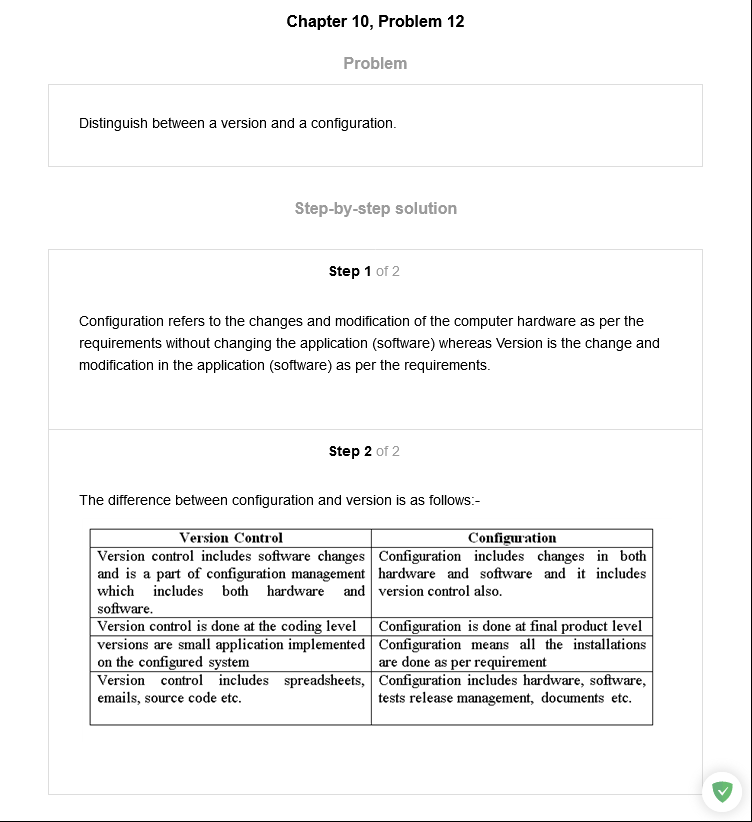 Chapter 10, Problem 12
Problem
Distinguish between a version and a configuration.
Step-by-step solution
Step 1 of 2
Configuration refers to the changes and modification of the computer hardware as per the
requirements without changing the application (software) whereas Version is the change and
modification in the application (software) as per the requirements.
Step 2 of 2
The difference between configuration and version is as follows:-
Version Control
Configuration
Version control includes software changes
and is a part of configuration management
which includes both hardware and
software.
Configuration includes changes in both
hardware and software and it includes
version control also.
Version control is done at the coding level
Configuration is done at final product level
versions are small application implemented
on the configured system
Configuration means all the installations
are done as per requirement
Version control includes spreadsheets,
emails, source code etc.
Configuration includes hardware, software,
tests release management, documents etc.